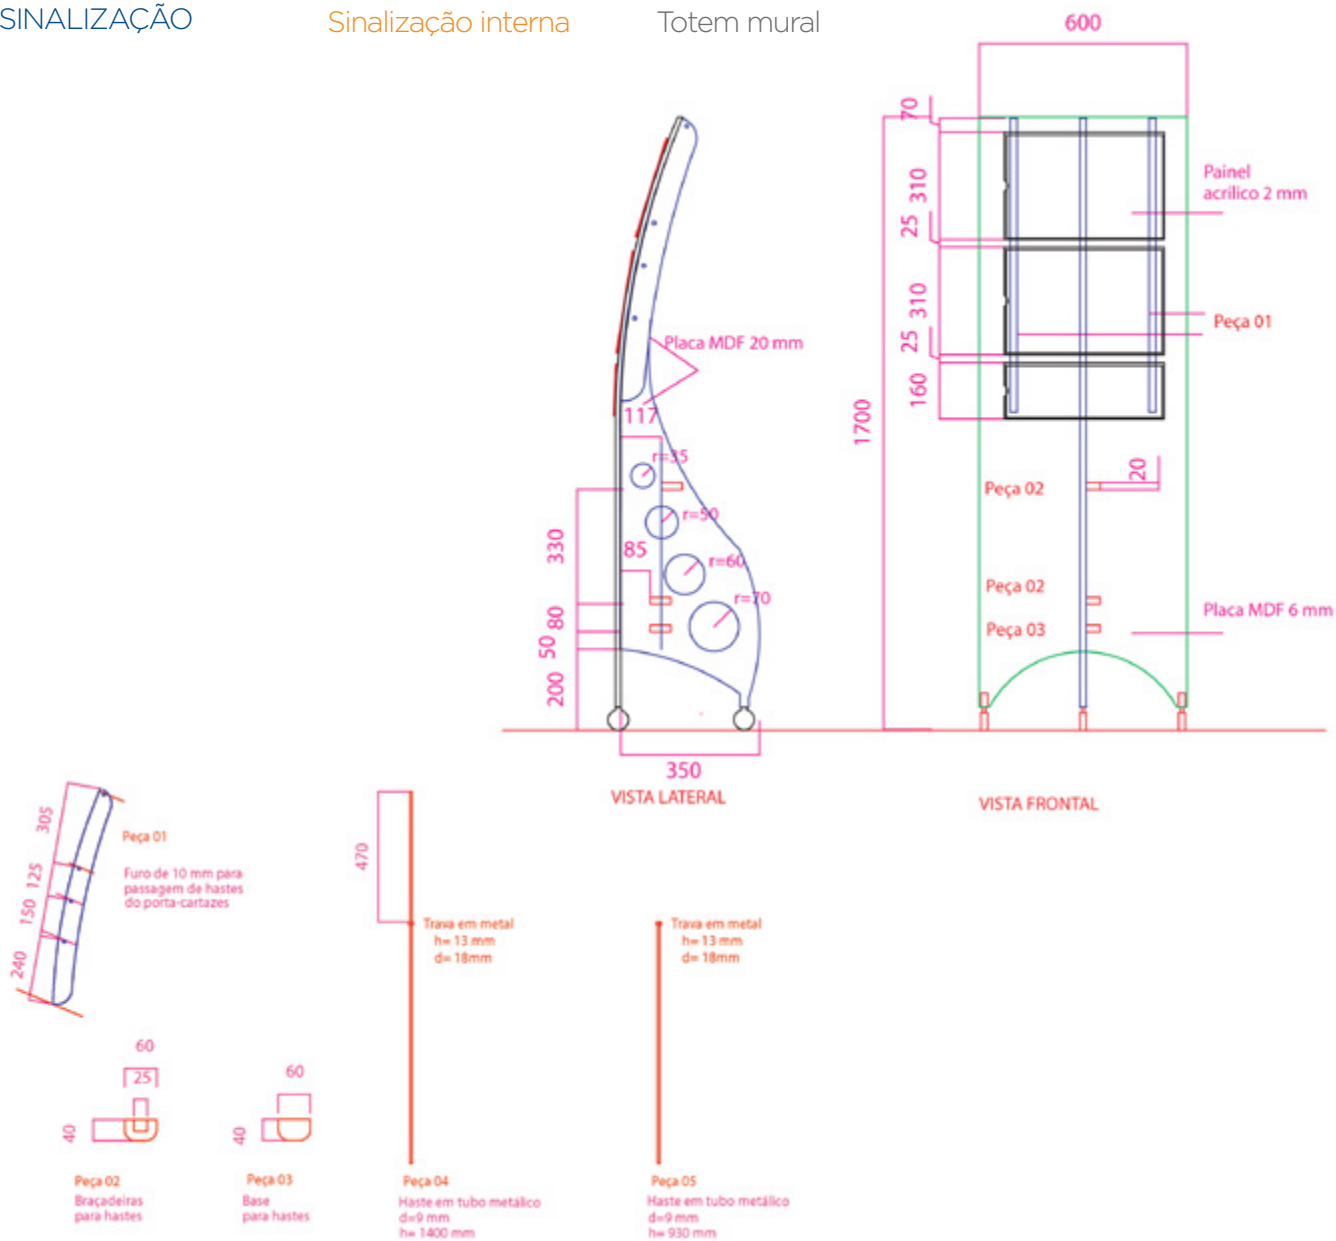 SINALIZAÇÃO
Sinalização interna
Totem mural
600
70
310
25
310
25
160
1700
Painel
acrílico 2 mm
Peça 01
Peça 02
20
Peça 02
Peça 03
Placa MDF 6 mm
VISTA FRONTAL
Placa MDF 20 mm
117
r=35
r=50
85
r=60
r=70
330
80
50
200
350
VISTA LATERAL
305
125
150
240
Peça 01
Furo de 10 mm para
passagem de hastes
do porta-cartazes
60
25
40
Peça 02
Braçadeiras
para hastes
60
40
Peça 03
Base
para hastes
470
Trava em metal
h= 13 mm
d= 18mm
Peça 04
Haste em tubo metálico
d=9 mm
h= 1400 mm
Trava em metal
h= 13 mm
d= 18mm
Peça 05
Haste em tubo metálico
d=9 mm
h= 930 mm